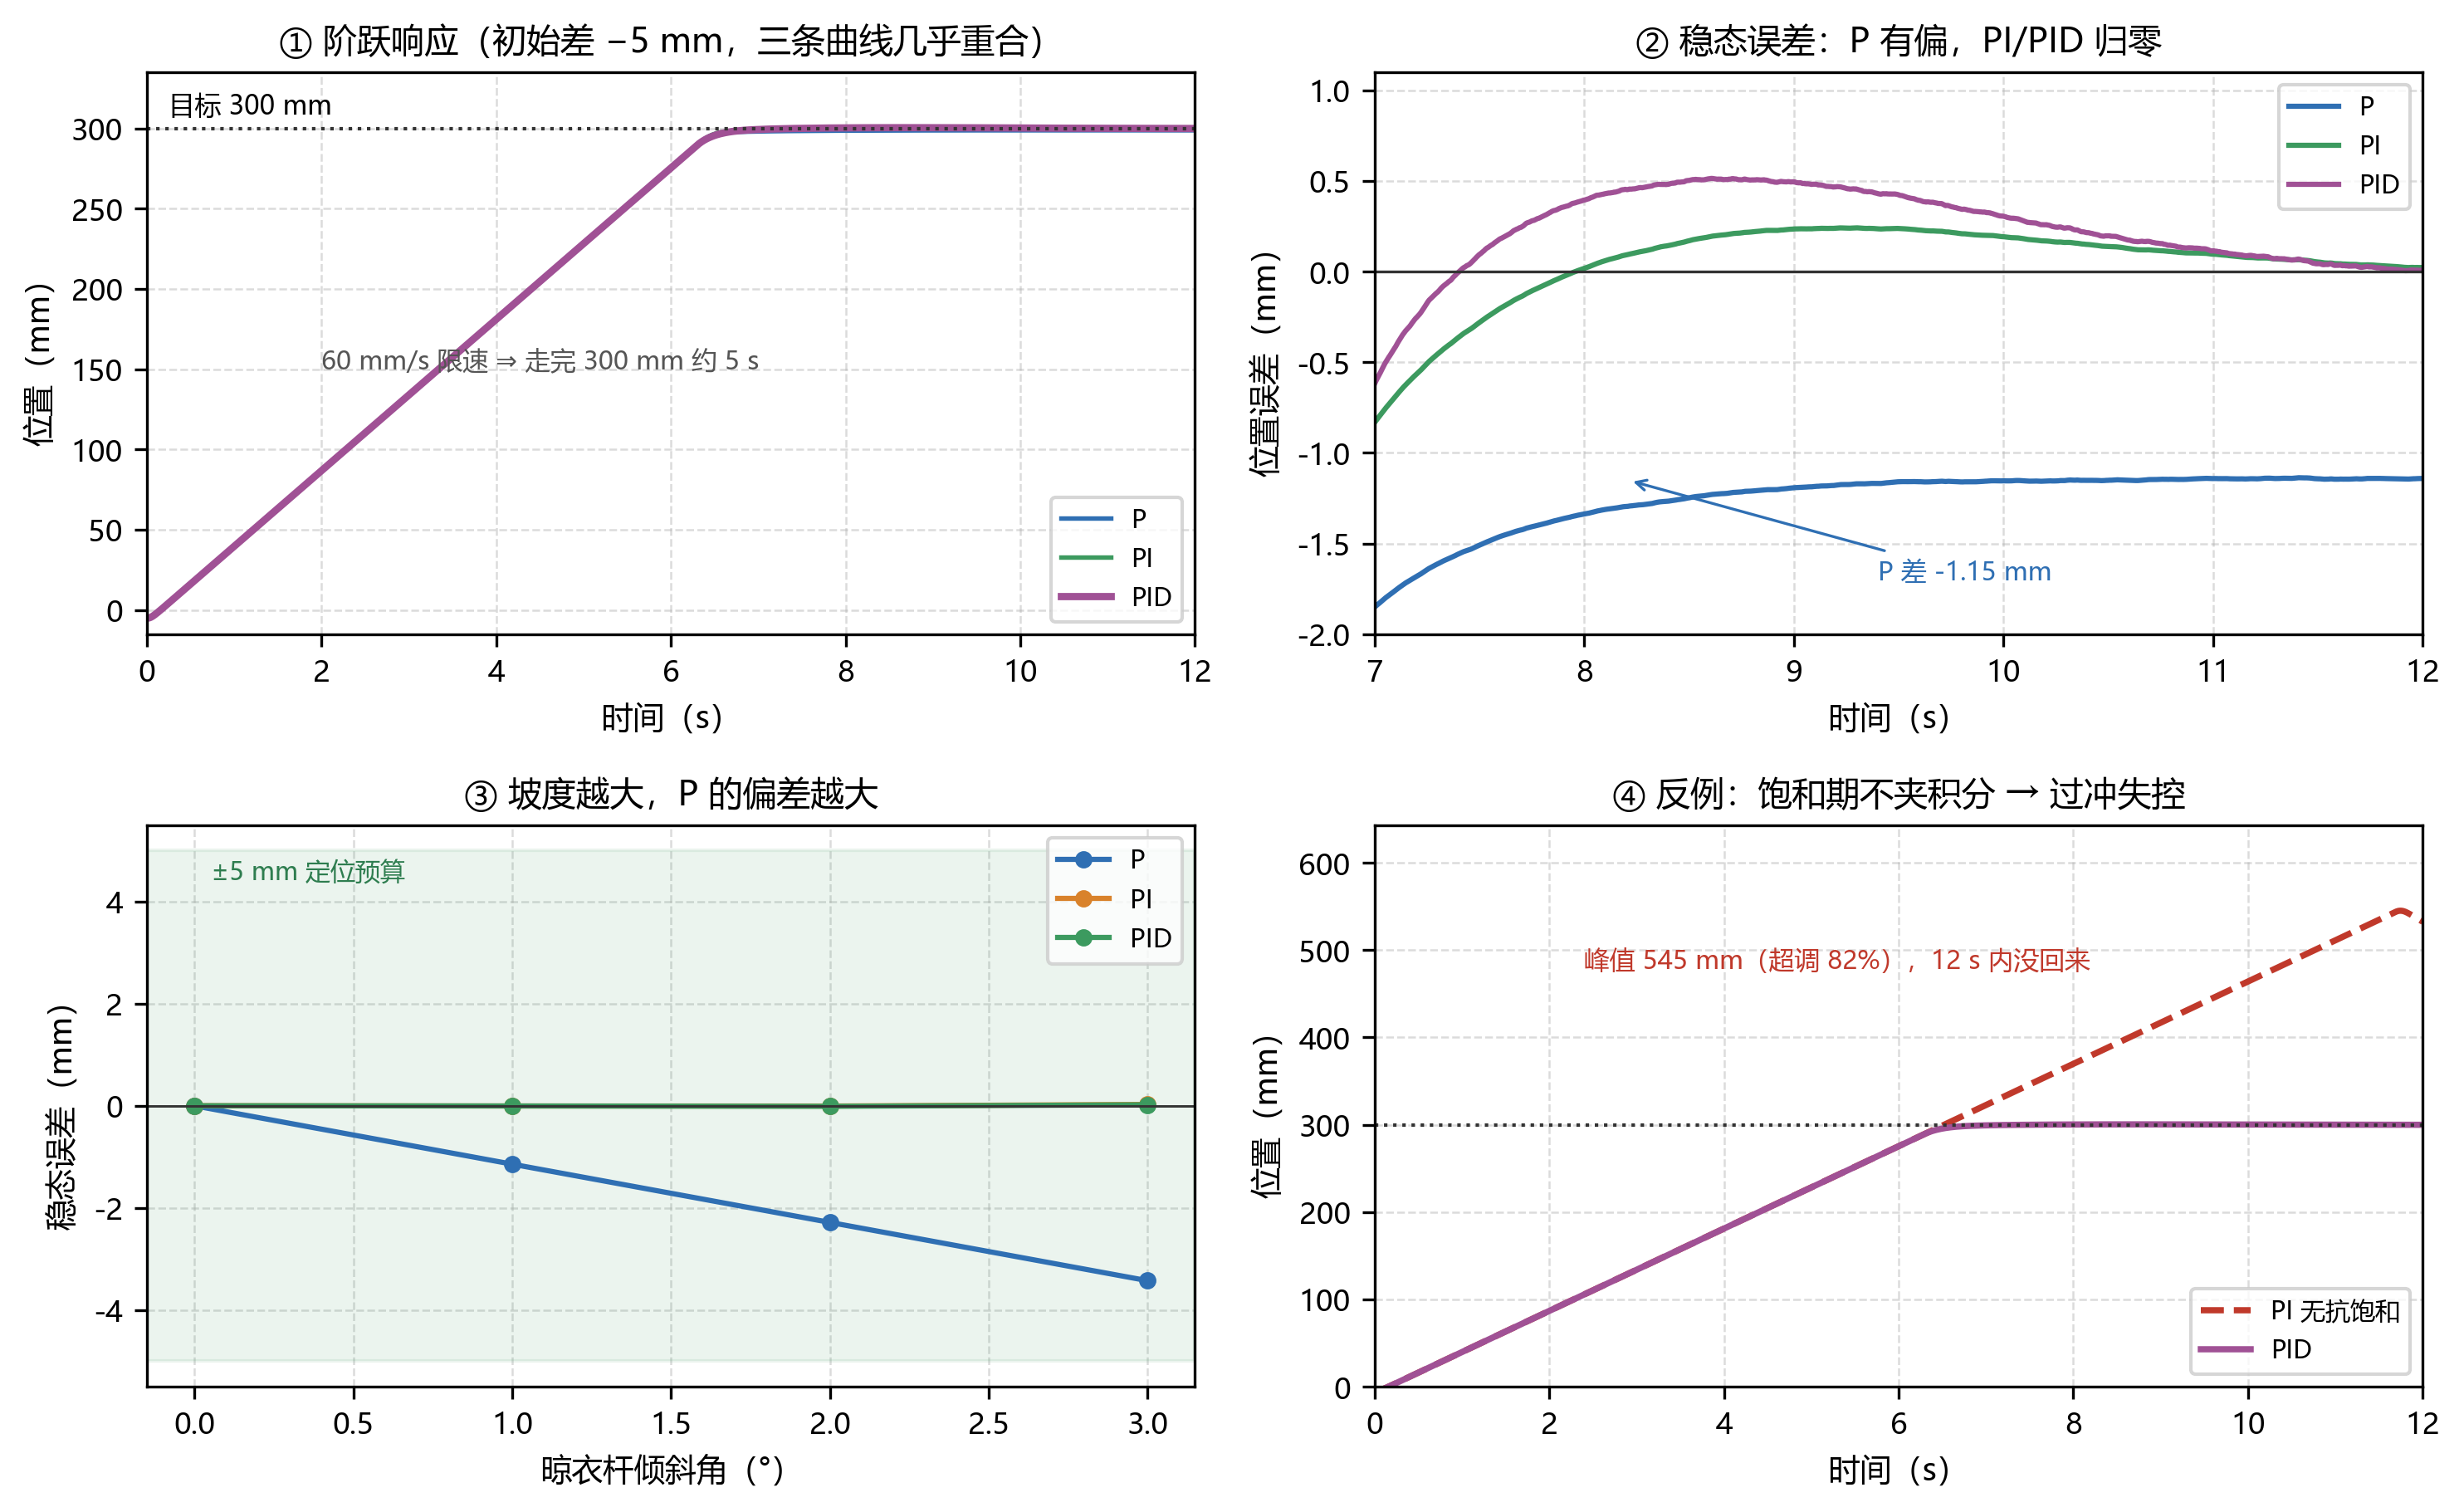 ① 阶跃响应（初始差 −5 mm，三条曲线几乎重合）
目标 300 mm
60 mm/s 限速 ⇒ 走完 300 mm 约 5 s
位置（mm）
300
250
200
150
100
50
0
0
2
4
6
8
10
12
时间（s）
P
PI
PID
② 稳态误差：P 有偏，PI/PID 归零
位置误差（mm）
1.0
0.5
0.0
-0.5
-1.0
-1.5
-2.0
7
8
9
10
11
12
时间（s）
P
PI
PID
P 差 -1.15 mm
③ 坡度越大，P 的偏差越大
±5 mm 定位预算
稳态误差（mm）
4
2
0
-2
-4
0.0
0.5
1.0
1.5
2.0
2.5
3.0
晾衣杆倾斜角（°）
P
PI
PID
④ 反例：饱和期不夹积分 → 过冲失控
峰值 545 mm（超调 82%），12 s 内没回来
位置（mm）
600
500
400
300
200
100
0
0
2
4
6
8
10
12
时间（s）
PI 无抗饱和
PID